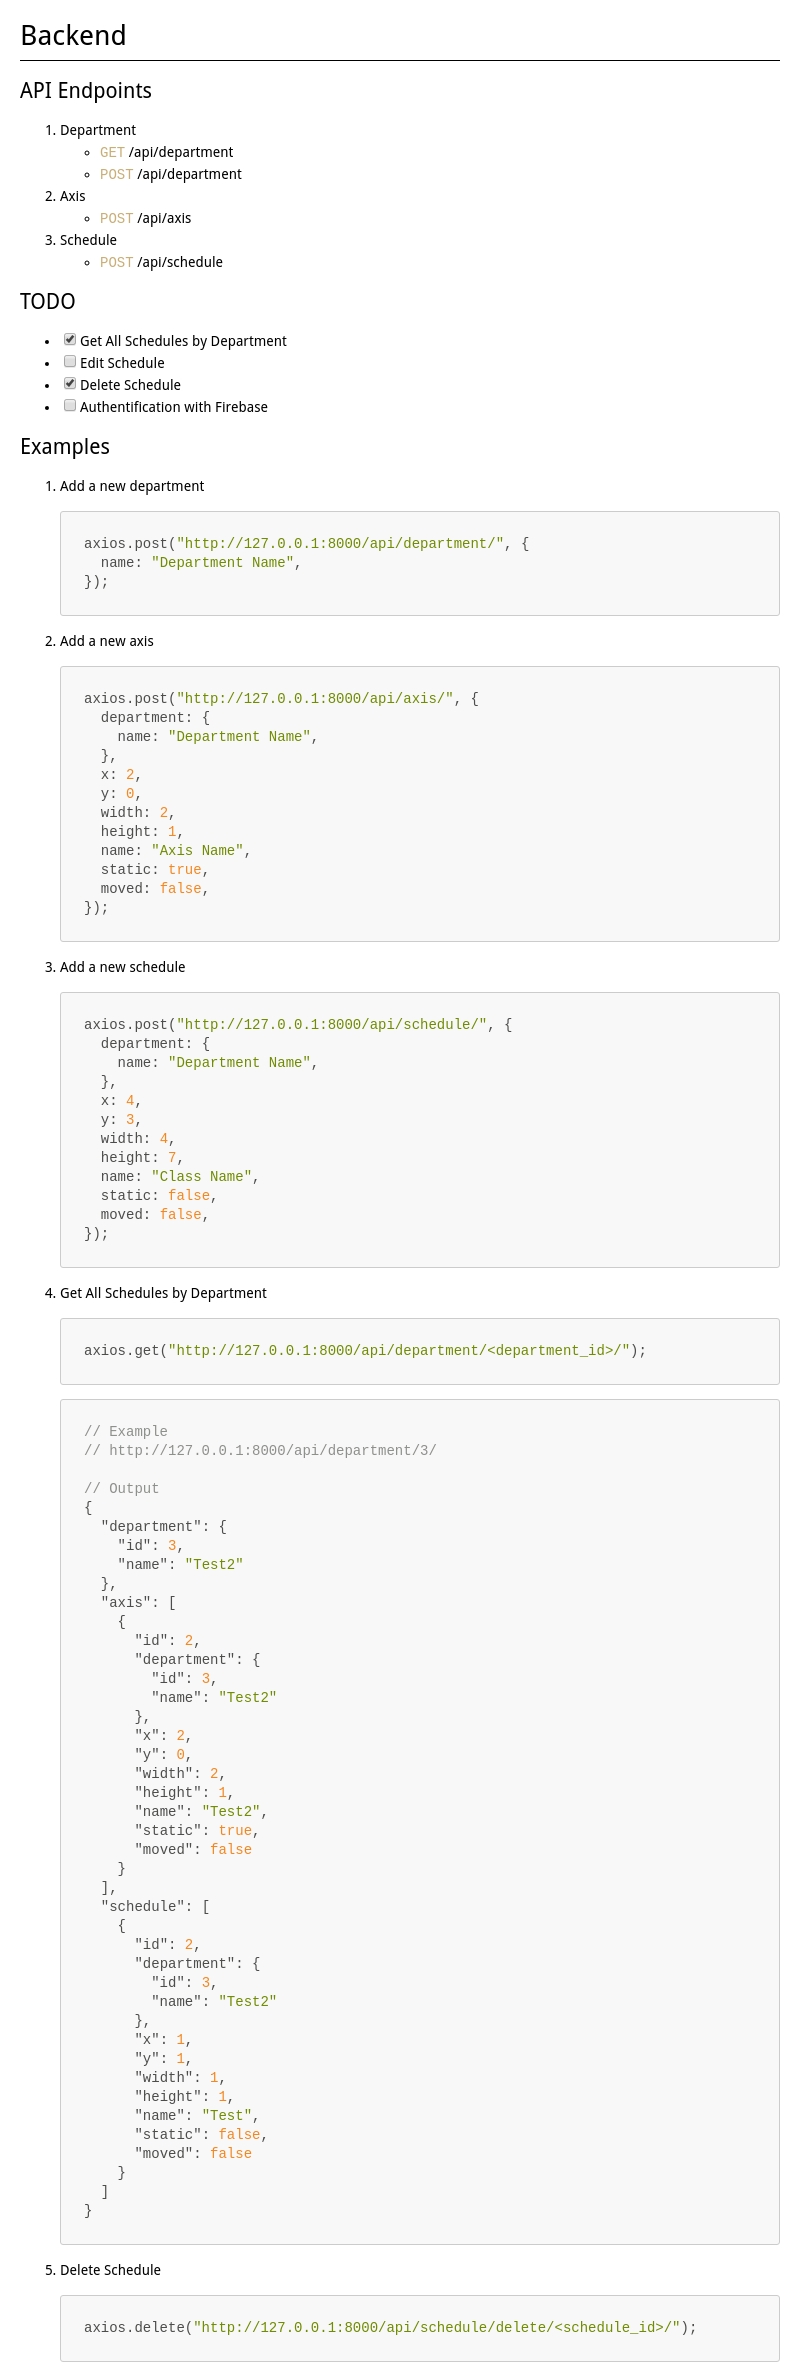 Backend
API Endpoints
1. Department
GET /api/department
POST /api/department
2. Axis
POST /api/axis
3. Schedule
POST /api/schedule
TODO
Get All Schedules by Department
Edit Schedule
Delete Schedule
Authentification with Firebase
Examples
1. Add a new department
axios.post("http://127.0.0.1:8000/api/department/", {
  name: "Department Name",
});
2. Add a new axis
axios.post("http://127.0.0.1:8000/api/axis/", {
  department: {
    name: "Department Name",
  },
  x: 2,
  y: 0,
  width: 2,
  height: 1,
  name: "Axis Name",
  static: true,
  moved: false,
});
3. Add a new schedule
axios.post("http://127.0.0.1:8000/api/schedule/", {
  department: {
    name: "Department Name",
  },
  x: 4,
  y: 3,
  width: 4,
  height: 7,
  name: "Class Name",
  static: false,
  moved: false,
});
4. Get All Schedules by Department
axios.get("http://127.0.0.1:8000/api/department/<department_id>/");
// Example
// http://127.0.0.1:8000/api/department/3/
// Output
{
  "department": {
    "id": 3,
    "name": "Test2"
  },
  "axis": [
    {
      "id": 2,
      "department": {
        "id": 3,
        "name": "Test2"
      },
      "x": 2,
      "y": 0,
      "width": 2,
      "height": 1,
      "name": "Test2",
      "static": true,
      "moved": false
    }
  ],
  "schedule": [
    {
      "id": 2,
      "department": {
        "id": 3,
        "name": "Test2"
      },
      "x": 1,
      "y": 1,
      "width": 1,
      "height": 1,
      "name": "Test",
      "static": false,
      "moved": false
    }
  ]
}
5. Delete Schedule
axios.delete("http://127.0.0.1:8000/api/schedule/delete/<schedule_id>/");